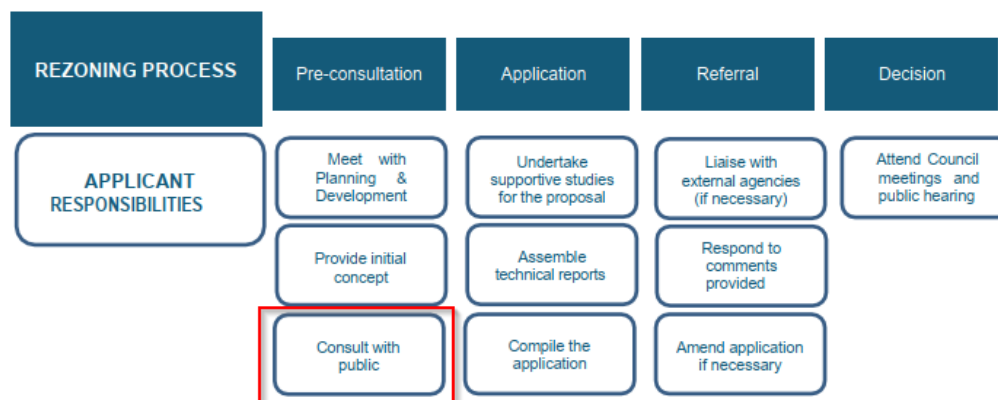 REZONING PROCESS
Pre-consultation
Application
Referral
Decision
APPLICANT
RESPONSIBILITIES
Meet with
Planning &
Development
Undertake
supportive studies
for the proposal
Liaise with
external agencies
(if necessary)
Attend Council
meetings and
public hearing
Provide initial
concept
Assemble
technical reports
Respond to
comments
provided
Consult with
public
Compile the
application
Amend application
if necessary